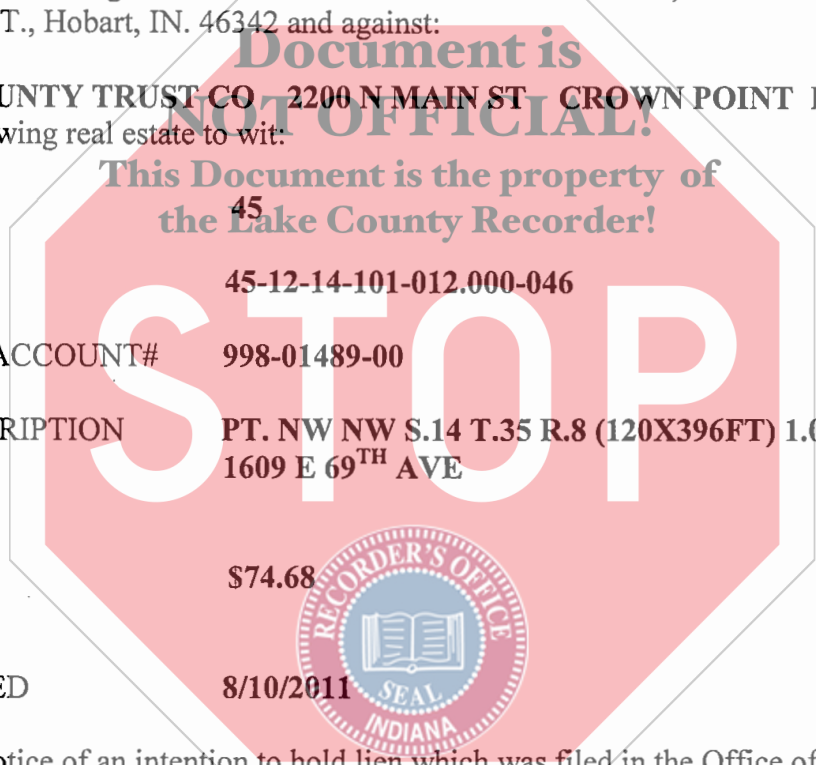 T., Hobart, IN. 46342 and against:
Document is
UNTY TRUST CO 2200 N MAIN ST CROWN POINT
NOT OFFICIAL!
wing real estate to wit:
This Document is the property of
45
the Lake County Recorder!
45-12-14-101-012.000-046
STOP
ACCOUNT# 998-01489-00
RIPTION PT. NW NW S.14 T.35 R.8 (120X396FT) 1.0
1609 E 69TH AVE
$74.68
RECORDER'S OFFICE
ED 8/10/2011
SEAL
INDIANA
otice of an intention to hold lien which was filed in the Office of